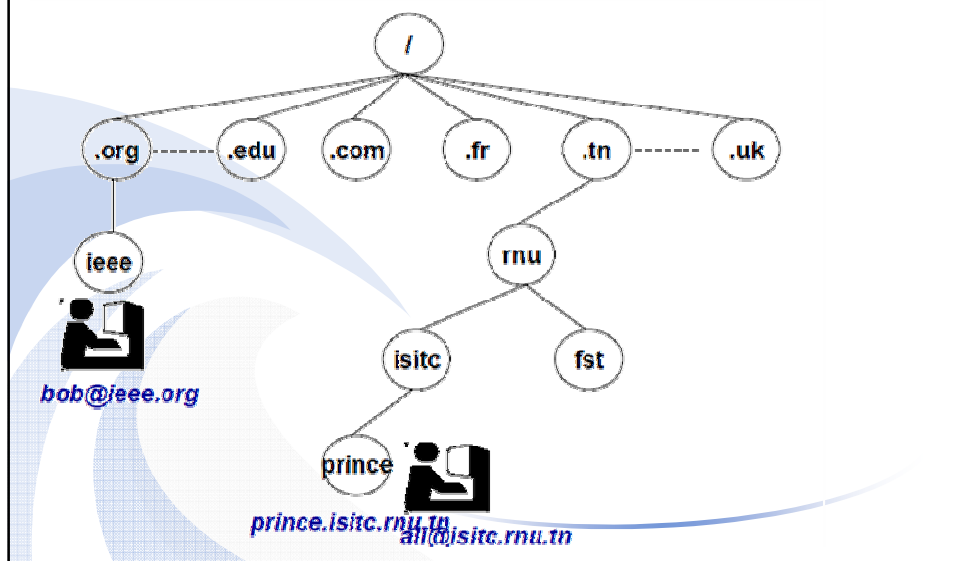 /
.org .edu .com .fr .tn .uk
ieee
rnu
isitc fst
bob@ieee.org
prince
prince.isitc.rnu.tn
ali@isitc.rnu.tn